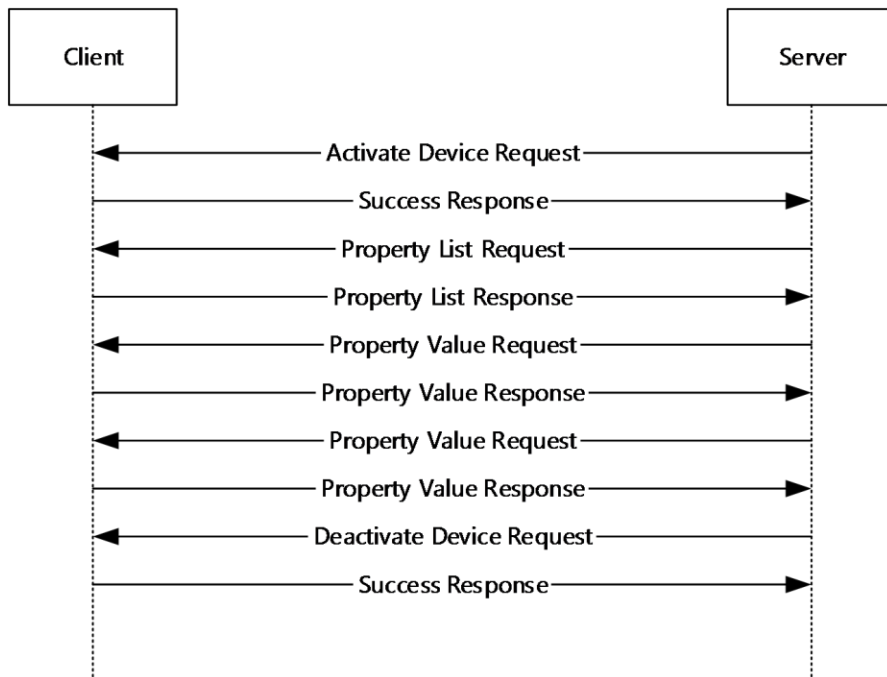 Client
Server
Activate Device Request
Success Response
Property List Request
Property List Response
Property Value Request
Property Value Response
Property Value Request
Property Value Response
Deactivate Device Request
Success Response